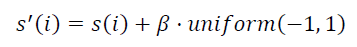 s′(i) = s(i) + β · uniform(−1, 1)